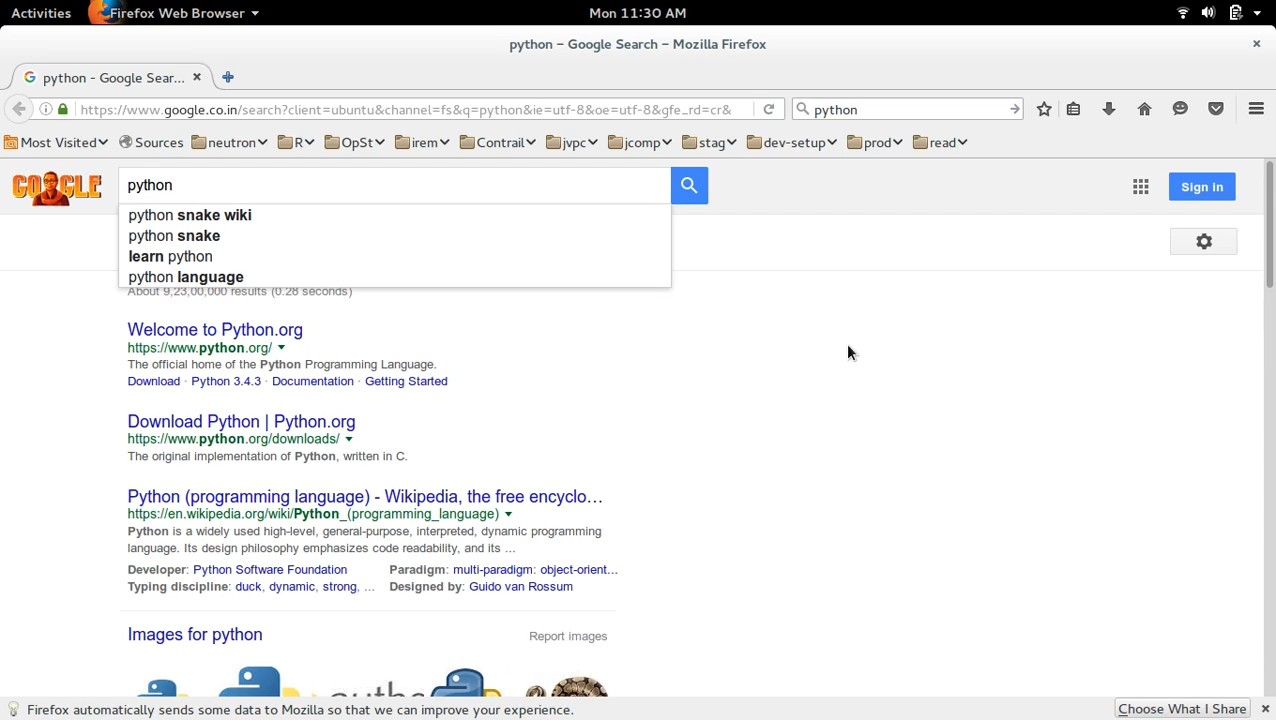 Activities Firefox Web Browser Mon 11:30 AM
python – Google Search – Mozilla Firefox
python - Google Sear...
https://www.google.co.in/search?client=ubuntu&channel=fs&q=python&ie=utf-8&oe=utf-8&gfe_rd=cr& python
Most Visited Sources neutron R OpSt irem Contrail jvpc jcomp stag dev-setup prod read
GOOGLE python Sign in
python snake wiki
python snake
learn python
python language
About 9,23,00,000 results (0.28 seconds)
Welcome to Python.org
https://www.python.org/
The official home of the Python Programming Language.
Download · Python 3.4.3 · Documentation · Getting Started
Download Python | Python.org
https://www.python.org/downloads/
The original implementation of Python, written in C.
Python (programming language) - Wikipedia, the free encyclo...
https://en.wikipedia.org/wiki/Python_(programming_language)
Python is a widely used high-level, general-purpose, interpreted, dynamic programming
language. Its design philosophy emphasizes code readability, and its ...
Developer: Python Software Foundation Paradigm: multi-paradigm: object-orient...
Typing discipline: duck, dynamic, strong, ... Designed by: Guido van Rossum
Images for python Report images
Firefox automatically sends some data to Mozilla so that we can improve your experience. Choose What I Share